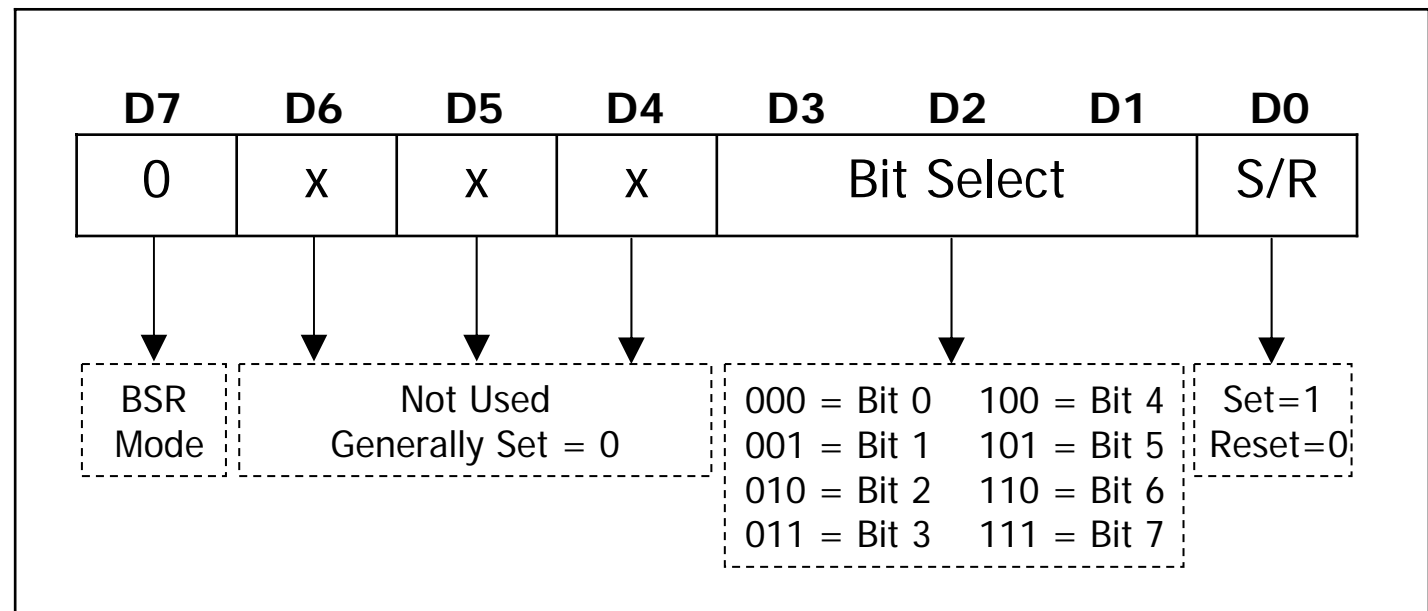 D7 D6 D5 D4 D3 D2 D1 D0
0 x x x Bit Select S/R
BSR
Mode
Not Used
Generally Set = 0
000 = Bit 0 100 = Bit 4
001 = Bit 1 101 = Bit 5
010 = Bit 2 110 = Bit 6
011 = Bit 3 111 = Bit 7
Set=1
Reset=0